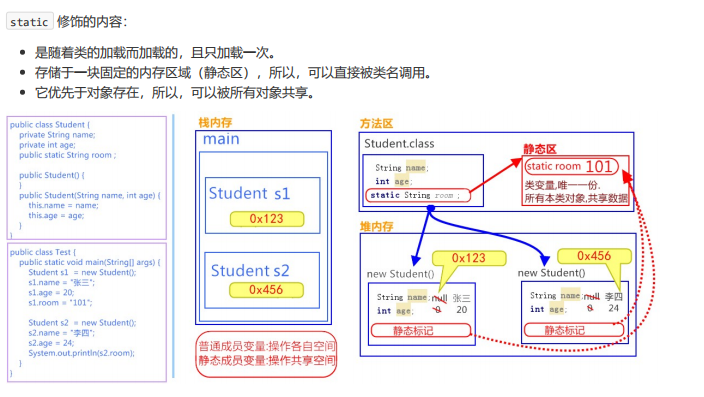 static 修饰的内容：
是随着类的加载而加载的，且只加载一次。
存储于一块固定的内存区域（静态区），所以，可以直接被类名调用。
它优先于对象存在，所以，可以被所有对象共享。
public class Student {
private String name;
private int age;
public static String room ;
public Student() {
}
public Student(String name, int age) {
this.name = name;
this.age = age;
}
}
public class Test {
public static void main(String[] args) {
Student s1 = new Student();
s1.name = "张三";
s1.age = 20;
s1.room = "101";
Student s2 = new Student();
s2.name = "李四";
s2.age = 24;
System.out.println(s2.room);
}
}
栈内存
main
Student s1
0x123
Student s2
0x456
普通成员变量:操作各自空间
静态成员变量:操作共享空间
方法区
Student.class
String name;
int age;
static String room ;
静态区
static room 101
类变量,唯一一份.
所有本类对象,共享数据
堆内存
0x123
new Student()
String name; null 张三
int age; 0 20
静态标记
0x456
new Student()
String name; null 李四
int age; 0 24
静态标记